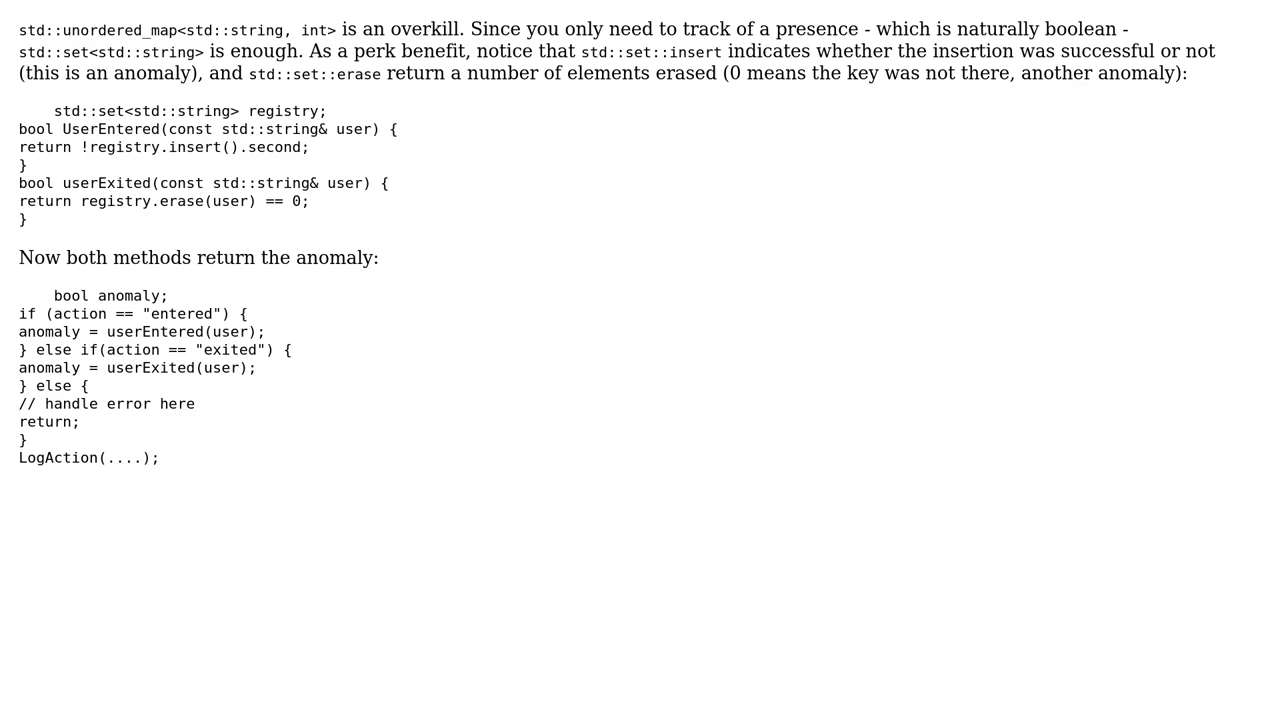 std::unordered_map<std::string, int> is an overkill. Since you only need to track of a presence - which is naturally boolean -
std::set<std::string> is enough. As a perk benefit, notice that std::set::insert indicates whether the insertion was successful or not
(this is an anomaly), and std::set::erase return a number of elements erased (0 means the key was not there, another anomaly):
    std::set<std::string> registry;
bool UserEntered(const std::string& user) {
return !registry.insert().second;
}
bool userExited(const std::string& user) {
return registry.erase(user) == 0;
}
Now both methods return the anomaly:
    bool anomaly;
if (action == "entered") {
anomaly = userEntered(user);
} else if(action == "exited") {
anomaly = userExited(user);
} else {
// handle error here
return;
}
LogAction(....);